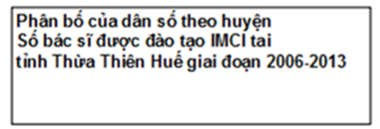 Phân bố của dân số theo huyện
Số bác sĩ được đào tạo IMCI tai
tỉnh Thừa Thiên Huế giai đoạn 2006-2013